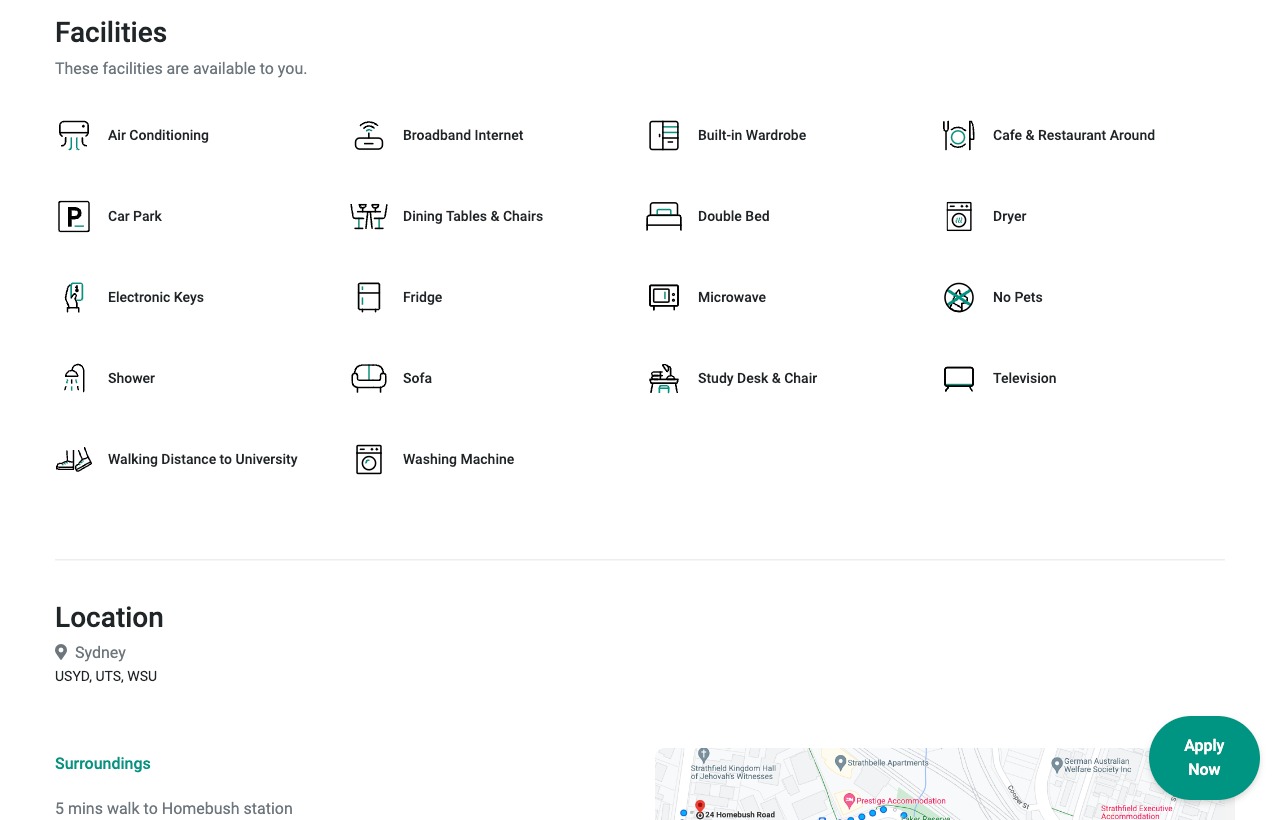 Facilities
These facilities are available to you.
Air Conditioning
Broadband Internet
Built-in Wardrobe
Cafe & Restaurant Around
P
Car Park
Dining Tables & Chairs
Double Bed
Dryer
Electronic Keys
Fridge
Microwave
No Pets
Shower
Sofa
Study Desk & Chair
Television
Walking Distance to University
Washing Machine
Location
Sydney
USYD, UTS, WSU
Apply
Now
Surroundings
5 mins walk to Homebush station
Strathfield Kingdom Hall
of Jehovah's Witnesses
Strathbelle Apartments
German Australian
Welfare Society Inc
Cooper St
Prestige Accommodation
24 Homebush Road
Reserve
Strathfield Executive
Accommodation